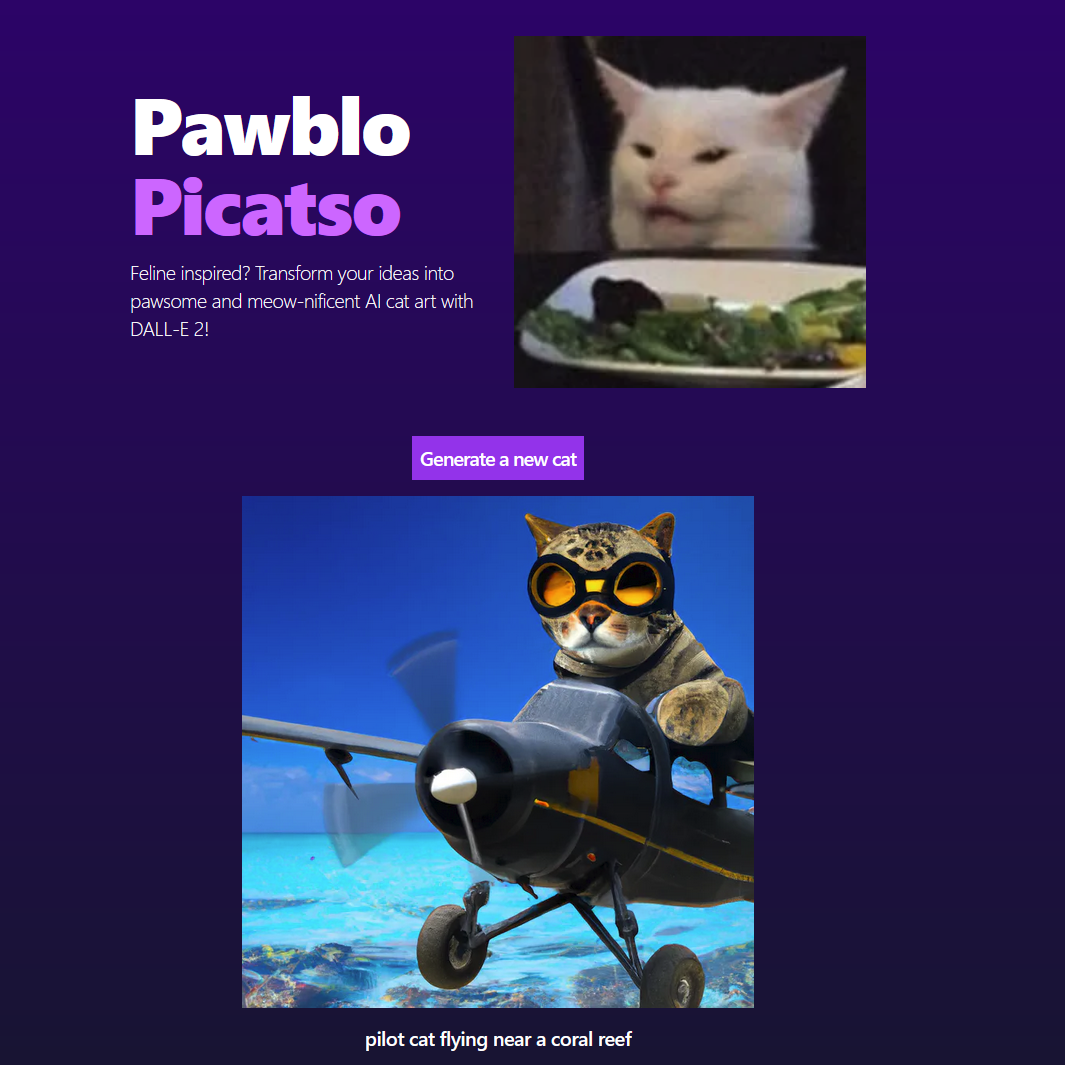 Pawblo
Picatso
Feline inspired? Transform your ideas into
pawsome and meow-nificent AI cat art with
DALL-E 2!
Generate a new cat
pilot cat flying near a coral reef